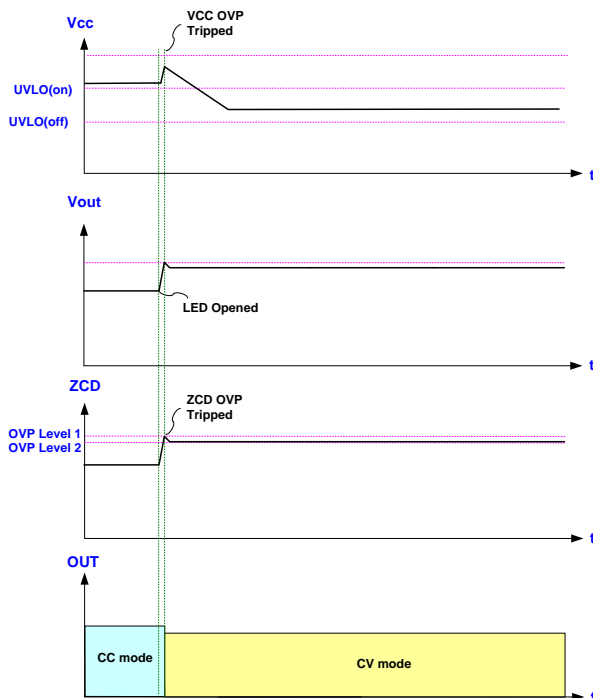 VCC OVP
Tripped
Vcc
UVLO(on)
UVLO(off)
t
Vout
LED Opened
t
ZCD
ZCD OVP
Tripped
OVP Level 1
OVP Level 2
t
OUT
CC mode
CV mode
t